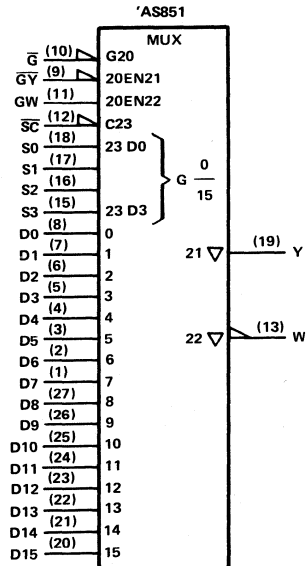 'AS851
MUX
G̅ (10) G20
G̅Y̅ (9) 20EN21
GW (11) 20EN22
S̅C̅ (12) C23
S0 (18) 23 D0
S1 (17)
S2 (16)
S3 (15) 23 D3
G 0
15
D0 (8) 0
D1 (7) 1
21 ▽ (19) Y
D2 (6) 2
D3 (5) 3
D4 (4) 4
D5 (3) 5
22 ▽ (13) W
D6 (2) 6
D7 (1) 7
D8 (27) 8
D9 (26) 9
D10 (25) 10
D11 (24) 11
D12 (23) 12
D13 (22) 13
D14 (21) 14
D15 (20) 15